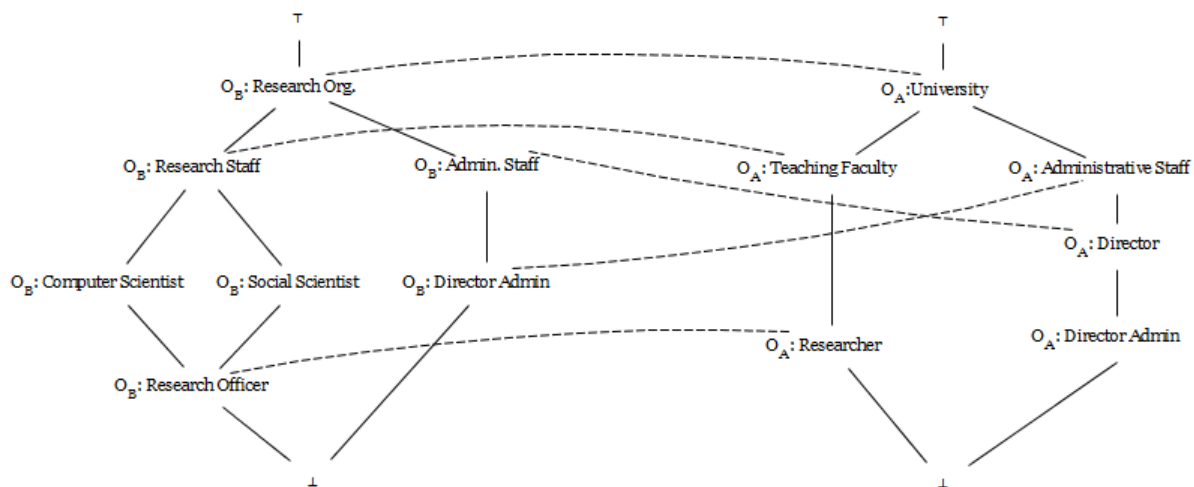 ⊤ ⊤
O_B: Research Org. O_A:University
O_B: Research Staff O_B: Admin. Staff O_A: Teaching Faculty O_A: Administrative Staff
O_A: Director
O_B: Computer Scientist O_B: Social Scientist O_B: Director Admin
O_A: Researcher O_A: Director Admin
O_B: Research Officer
⊥ ⊥